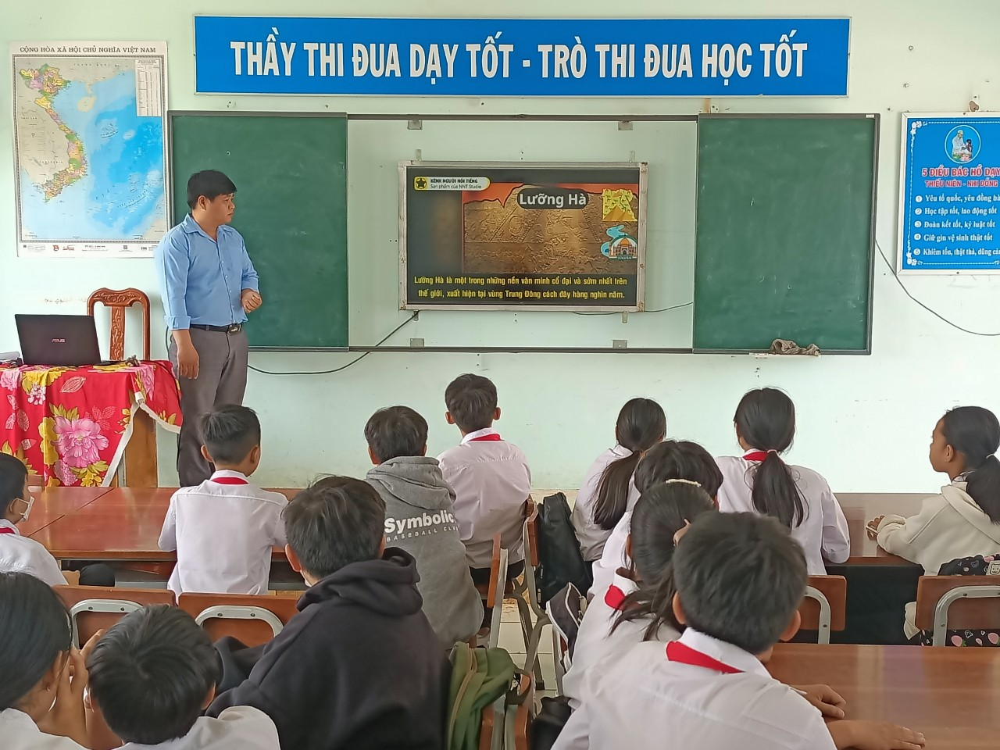 THẦY THI ĐUA DẠY TỐT - TRÒ THI ĐUA HỌC TỐT
CỘNG HÒA XÃ HỘI CHỦ NGHĨA VIỆT NAM
KÊNH NGƯỜI NỔI TIẾNG
Sản phẩm của NNT Studio
Lưỡng Hà
Lưỡng Hà là một trong những nền văn minh cổ đại và sớm nhất trên
thế giới, xuất hiện tại vùng Trung Đông cách đây hàng nghìn năm.
5 ĐIỀU BÁC HỒ DẠY
THIẾU NIÊN - NHI ĐỒNG
1 Yêu tổ quốc, yêu đồng bà
2 Học tập tốt, lao động tốt
3 Đoàn kết tốt, kỷ luật tốt
4 Giữ gìn vệ sinh thật tốt
5 Khiêm tốn, thật thà, dũng cả
ASUS
Symbolic
BASEBALL CLU